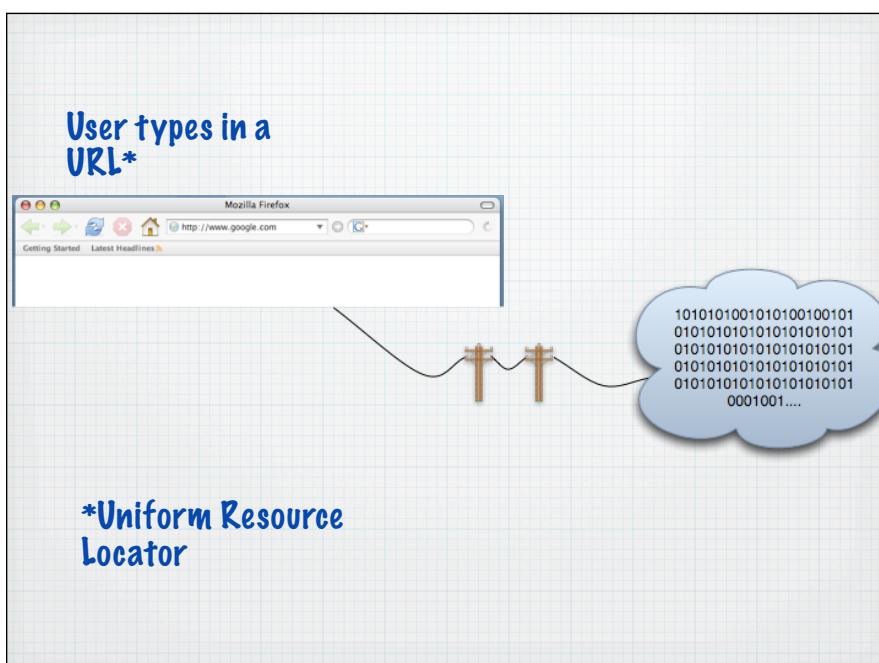 User types in a
URL*
Mozilla Firefox
http://www.google.com
G
Getting Started Latest Headlines
1010101001010100100101
0101010101010101010101
0101010101010101010101
0101010101010101010101
0101010101010101010101
0001001....
*Uniform Resource
Locator